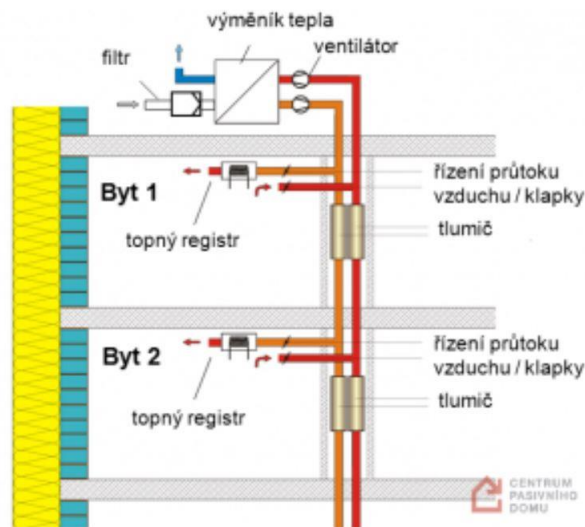 výměník tepla
ventilátor
filtr
Byt 1
řízení průtoku
vzduchu / klapky
topný registr
tlumič
Byt 2
řízení průtoku
vzduchu / klapky
topný registr
tlumič
CENTRUM
PASIVNÍHO
DOMU